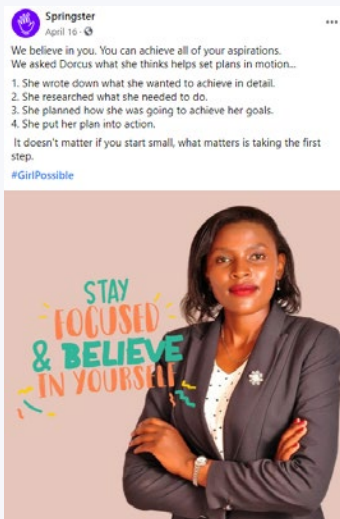 Springster
April 16 ·
We believe in you. You can achieve all of your aspirations.
We asked Dorcus what she thinks helps set plans in motion...
1. She wrote down what she wanted to achieve in detail.
2. She researched what she needed to do.
3. She planned how she was going to achieve her goals.
4. She put her plan into action.
It doesn't matter if you start small, what matters is taking the first
step.
#GirlPossible
STAY
FOCUSED
& BELIEVE
IN YOURSELF